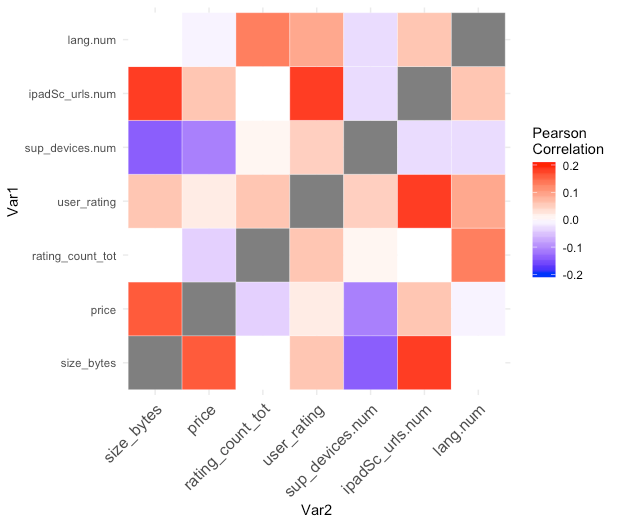 lang.num
ipadSc_urls.num
sup_devices.num
user_rating
rating_count_tot
price
size_bytes
Var1
size_bytes
price
rating_count_tot
user_rating
sup_devices.num
ipadSc_urls.num
lang.num
Var2
Pearson
Correlation
0.2
0.1
0.0
-0.1
-0.2